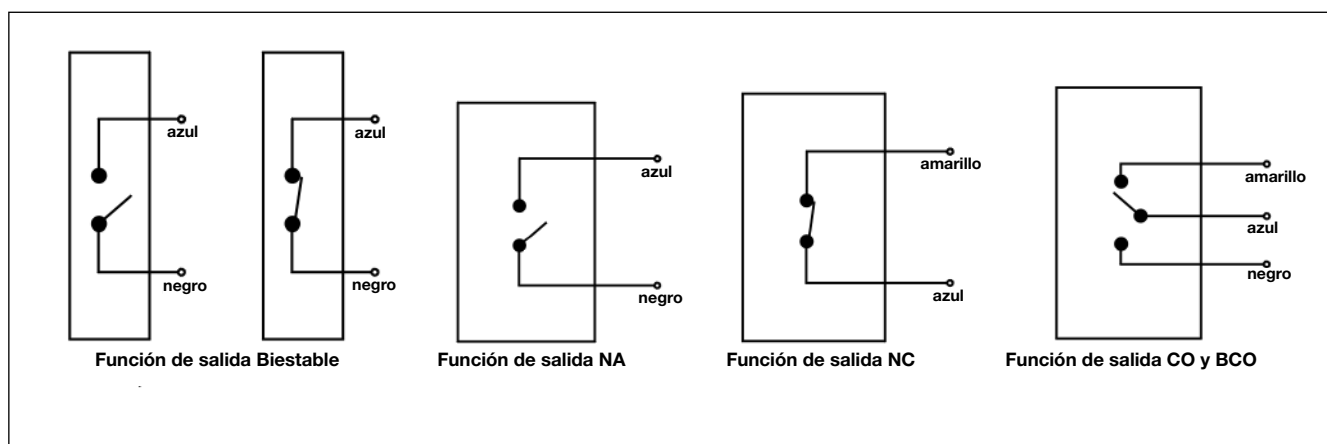 azul
negro
azul
negro
Función de salida Biestable
azul
negro
Función de salida NA
amarillo
azul
Función de salida NC
amarillo
azul
negro
Función de salida CO y BCO